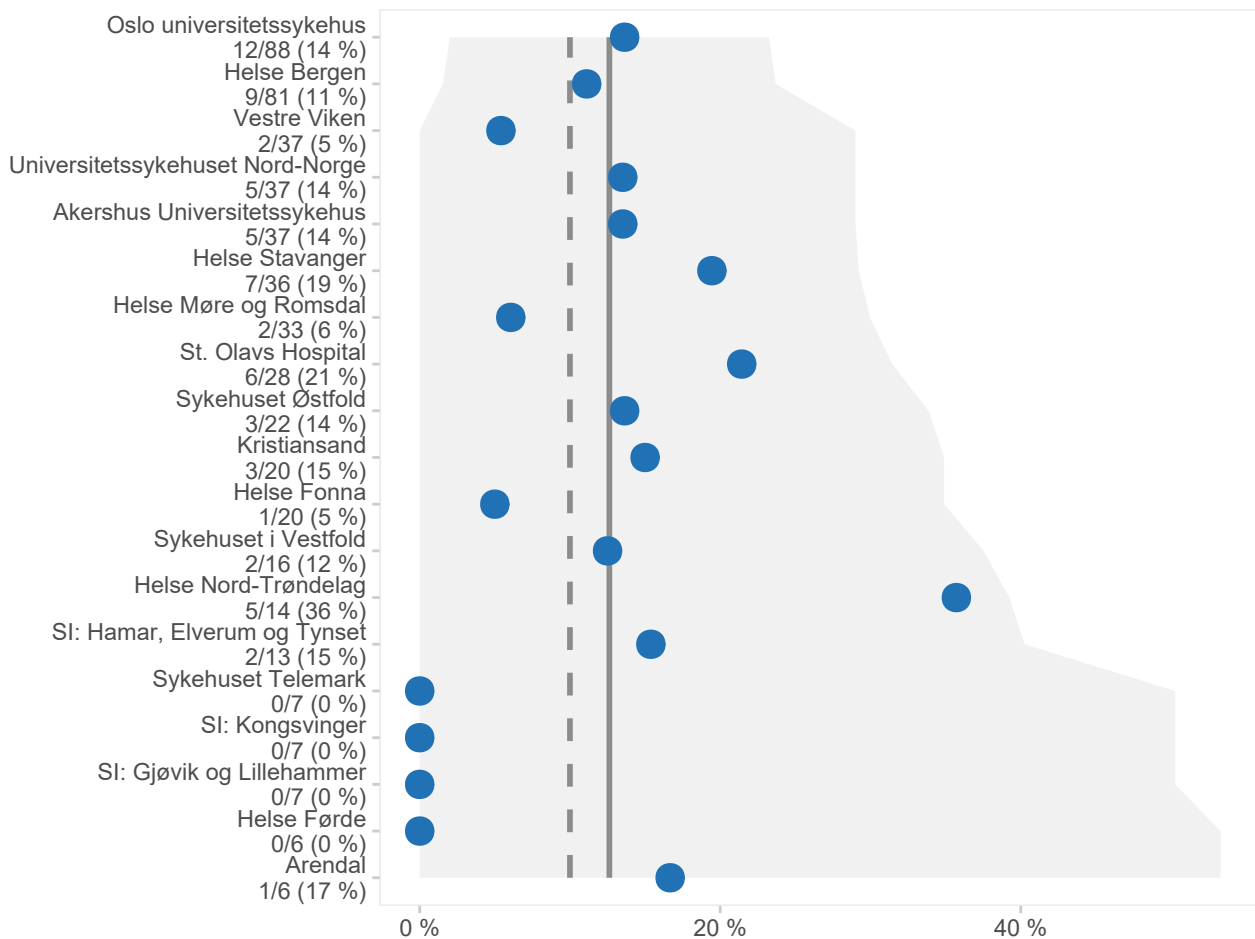 Oslo universitetssykehus
12/88 (14 %)
Helse Bergen
9/81 (11 %)
Vestre Viken
2/37 (5 %)
Universitetssykehuset Nord-Norge
5/37 (14 %)
Akershus Universitetssykehus
5/37 (14 %)
Helse Stavanger
7/36 (19 %)
Helse Møre og Romsdal
2/33 (6 %)
St. Olavs Hospital
6/28 (21 %)
Sykehuset Østfold
3/22 (14 %)
Kristiansand
3/20 (15 %)
Helse Fonna
1/20 (5 %)
Sykehuset i Vestfold
2/16 (12 %)
Helse Nord-Trøndelag
5/14 (36 %)
SI: Hamar, Elverum og Tynset
2/13 (15 %)
Sykehuset Telemark
0/7 (0 %)
SI: Kongsvinger
0/7 (0 %)
SI: Gjøvik og Lillehammer
0/7 (0 %)
Helse Førde
0/6 (0 %)
Arendal
1/6 (17 %)
0 % 20 % 40 %